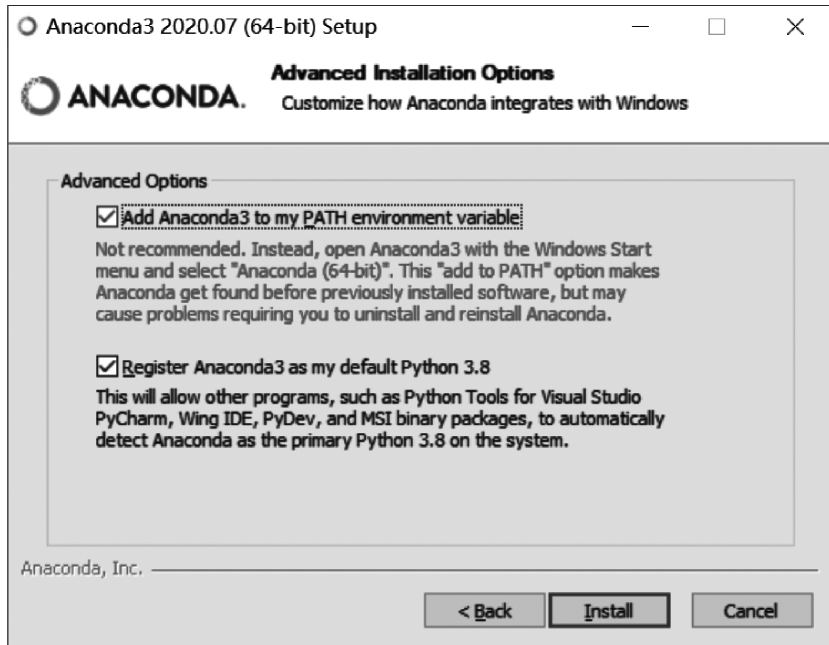 Anaconda3 2020.07 (64-bit) Setup
Advanced Installation Options
ANACONDA.
Customize how Anaconda integrates with Windows
Advanced Options
Add Anaconda3 to my PATH environment variable
Not recommended. Instead, open Anaconda3 with the Windows Start
menu and select "Anaconda (64-bit)". This "add to PATH" option makes
Anaconda get found before previously installed software, but may
cause problems requiring you to uninstall and reinstall Anaconda.
Register Anaconda3 as my default Python 3.8
This will allow other programs, such as Python Tools for Visual Studio
PyCharm, Wing IDE, PyDev, and MSI binary packages, to automatically
detect Anaconda as the primary Python 3.8 on the system.
Anaconda, Inc.
< Back Install Cancel